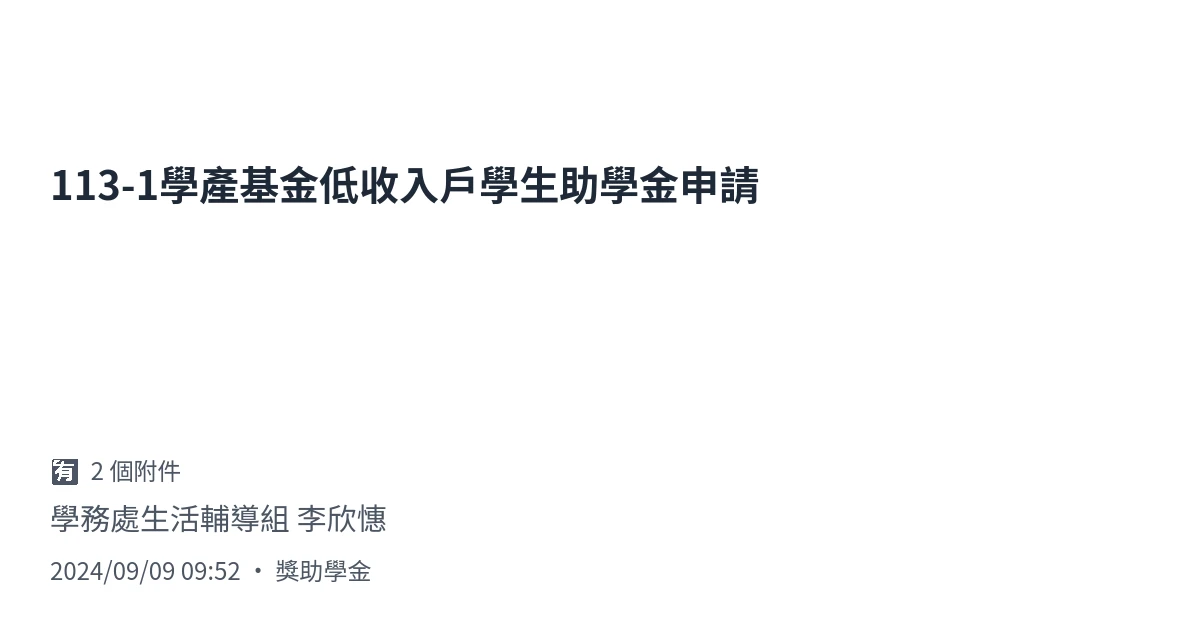 113-1學產基金低收入戶學生助學金申請
🈶 2 個附件
學務處生活輔導組 李欣憓
2024/09/09 09:52 • 獎助學金